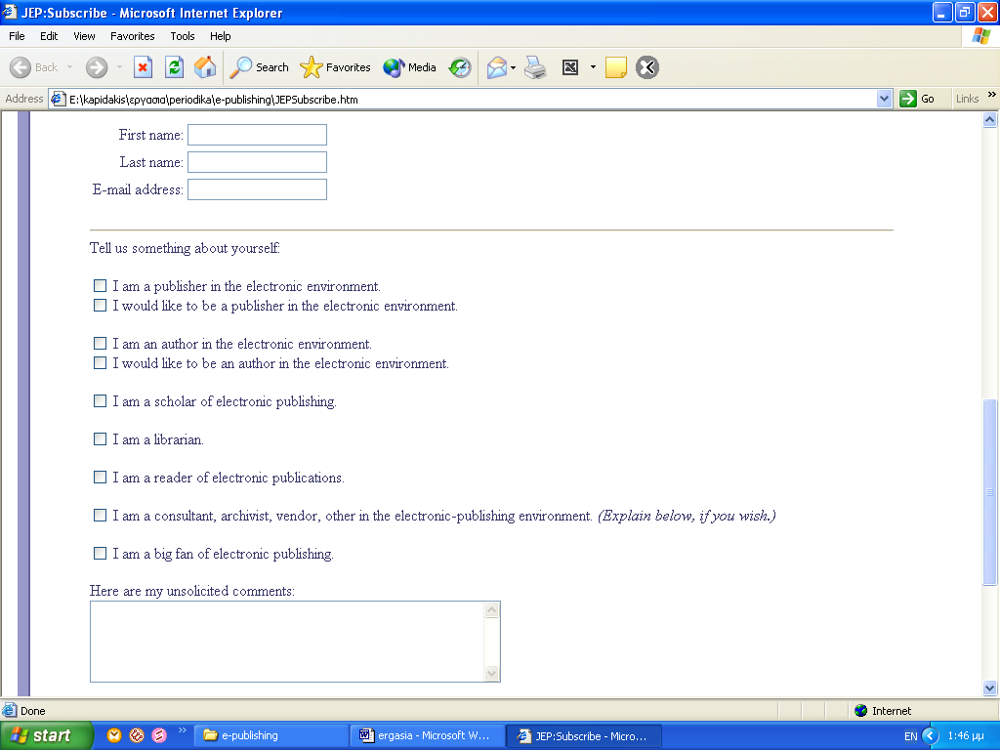 JEP:Subscribe - Microsoft Internet Explorer
File Edit View Favorites Tools Help
Back Search Favorites Media
Address E:\kapidakis\εργασια\periodika\e-publishing\JEPSubscribe.htm Go Links »
First name:
Last name:
E-mail address:
Tell us something about yourself:
I am a publisher in the electronic environment.
I would like to be a publisher in the electronic environment.
I am an author in the electronic environment.
I would like to be an author in the electronic environment.
I am a scholar of electronic publishing.
I am a librarian.
I am a reader of electronic publications.
I am a consultant, archivist, vendor, other in the electronic-publishing environment. (Explain below, if you wish.)
I am a big fan of electronic publishing.
Here are my unsolicited comments:
Done Internet
start » e-publishing ergasia - Microsoft W... JEP:Subscribe - Micro... EN 1:46 μμ